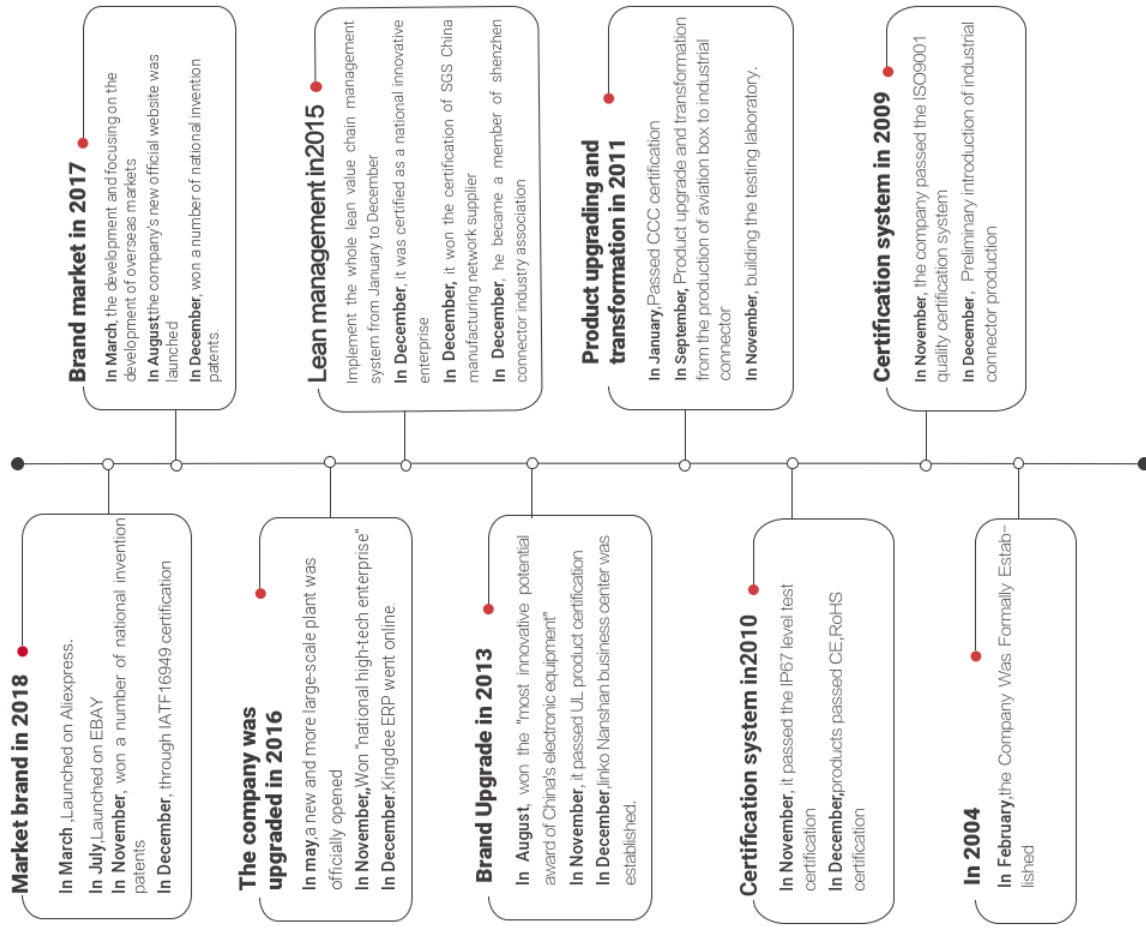 Market brand in 2018
In March ,Launched on Aliexpress.
In July,Launched on EBAY
In November, won a number of national invention
patents
In December, through IATF16949 certification
Brand market in 2017
In March, the development and focusing on the
development of overseas markets
In August,the company's new official website was
launched
In December, won a number of national invention
patents.
The company was
upgraded in 2016
In may,a new and more large-scale plant was
officially opened
In November,,Won "national high-tech enterprise"
In December,Kingdee ERP went online.
Lean management in2015
Implement the whole lean value chain management
system from January to December
In December, it was certified as a national innovative
enterprise
In December, it won the certification of SGS China
manufacturing network supplier
In December, he became a member of shenzhen
connector industry association
Brand Upgrade in 2013
In August, won the "most innovative potential
award of China's electronic equipment"
In November, it passed UL product certification
In December,linko Nanshan business center was
established.
Product upgrading and
transformation in 2011
In January,Passed CCC certification
In September, Product upgrade and transformation
from the production of aviation box to industrial
connector
In November, building the testing laboratory.
Certification system in2010
In November, it passed the IP67 level test
certification
In December,products passed CE,RoHS
certification
Certification system in 2009
In November, the company passed the ISO9001
quality certification system
In December, Preliminary introduction of industrial
connector production
In 2004
In February,the Company Was Formally Estab-
lished